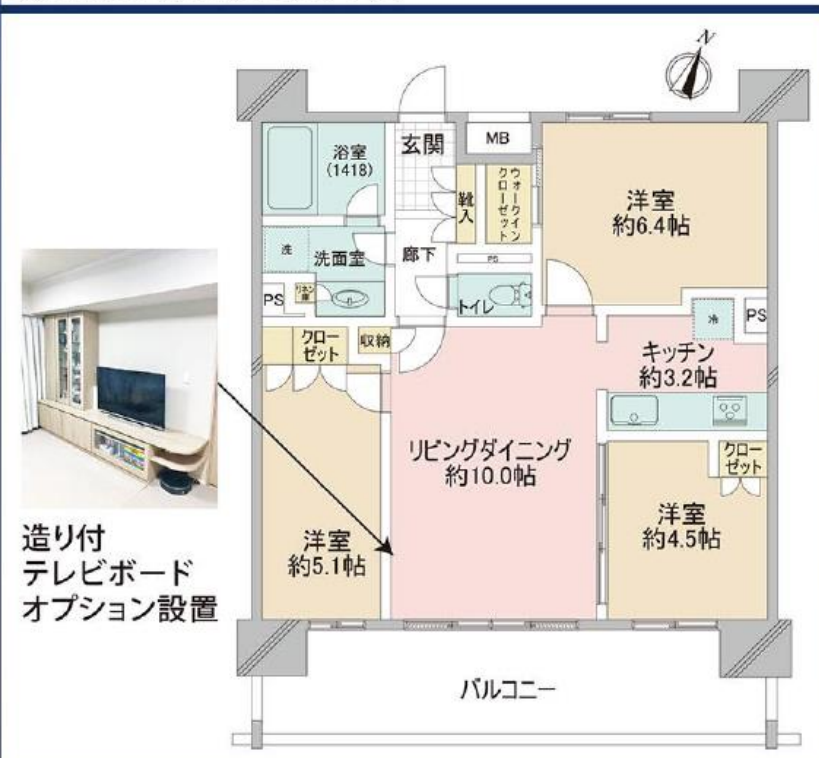 N
浴室
(1418)
玄関
MB
靴入
ウォークイン
クローゼット
洋室
約6.4帖
洗
洗面室
廊下
PS
PS
リネン庫
トイレ
冷
PS
クロー
ゼット
収納
キッチン
約3.2帖
リビングダイニング
約10.0帖
クロー
ゼット
洋室
約5.1帖
洋室
約4.5帖
造り付
テレビボード
オプション設置
バルコニー